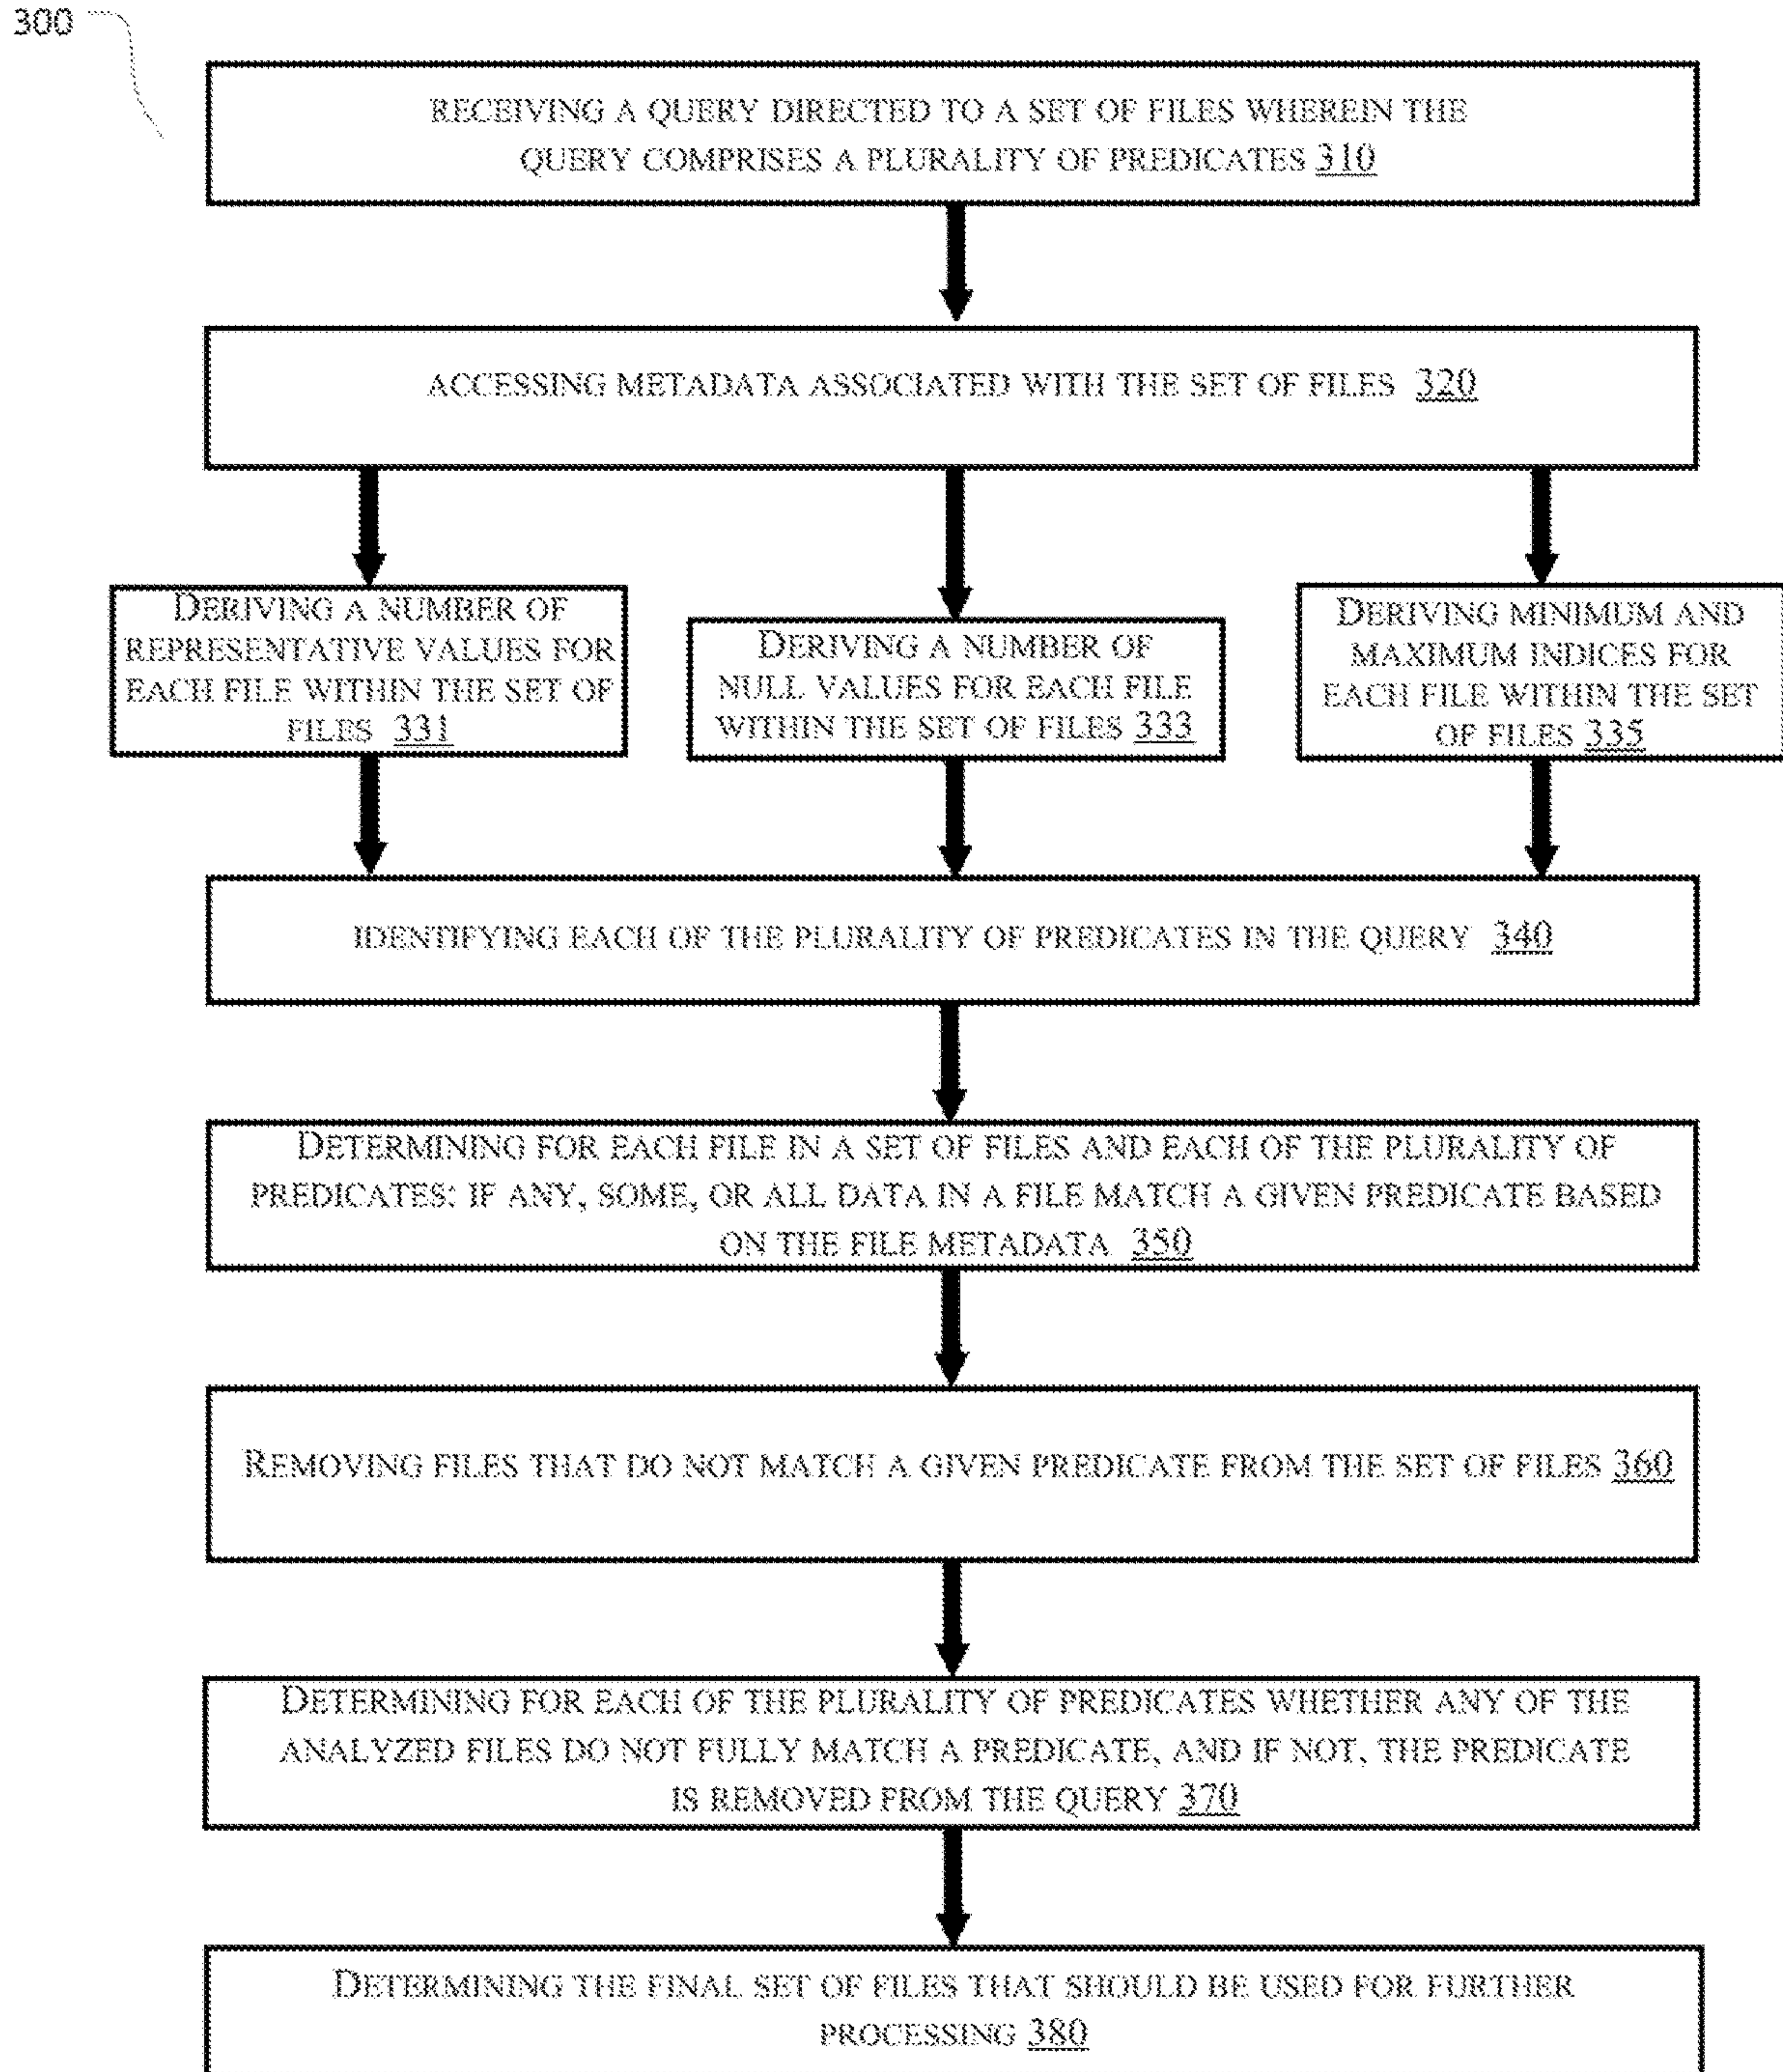 300
RECEIVING A QUERY DIRECTED TO A SET OF FILES WHEREIN THE
QUERY COMPRISES A PLURALITY OF PREDICATES 310
ACCESSING METADATA ASSOCIATED WITH THE SET OF FILES 320
DERIVING A NUMBER OF
REPRESENTATIVE VALUES FOR
EACH FILE WITHIN THE SET OF
FILES 331
DERIVING A NUMBER OF
NULL VALUES FOR EACH FILE
WITHIN THE SET OF FILES 333
DERIVING MINIMUM AND
MAXIMUM INDICES FOR
EACH FILE WITHIN THE SET
OF FILES 335
IDENTIFYING EACH OF THE PLURALITY OF PREDICATES IN THE QUERY 340
DETERMINING FOR EACH FILE IN A SET OF FILES AND EACH OF THE PLURALITY OF
PREDICATES: IF ANY, SOME, OR ALL DATA IN A FILE MATCH A GIVEN PREDICATE BASED
ON THE FILE METADATA 350
REMOVING FILES THAT DO NOT MATCH A GIVEN PREDICATE FROM THE SET OF FILES 360
DETERMINING FOR EACH OF THE PLURALITY OF PREDICATES WHETHER ANY OF THE
ANALYZED FILES DO NOT FULLY MATCH A PREDICATE, AND IF NOT, THE PREDICATE
IS REMOVED FROM THE QUERY 370
DETERMINING THE FINAL SET OF FILES THAT SHOULD BE USED FOR FURTHER
PROCESSING 380